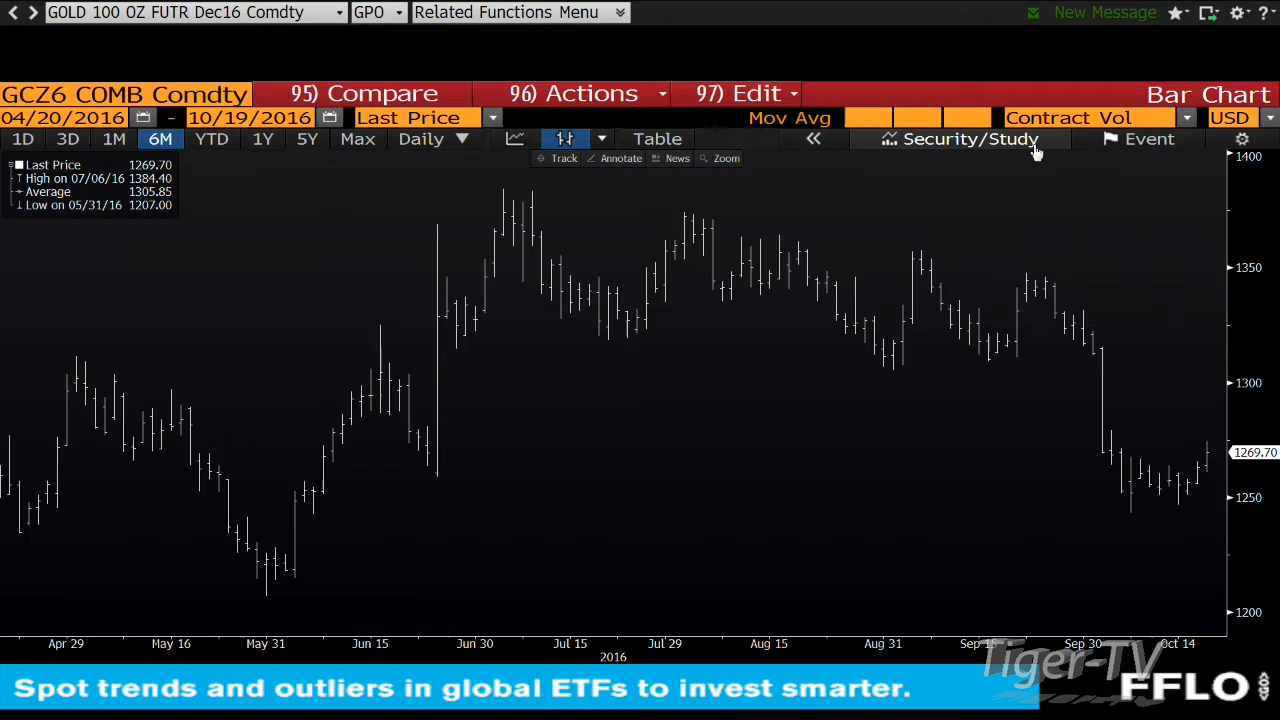 GOLD 100 OZ FUTR Dec16 Comdty GPO Related Functions Menu New Message ?
GCZ6 COMB Comdty 95) Compare 96) Actions 97) Edit Bar Chart
04/20/2016 - 10/19/2016 Last Price Mov Avg Contract Vol USD
1D 3D 1M 6M YTD 1Y 5Y Max Daily Table Security/Study Event
Track Annotate News Zoom
Last Price 1269.70
High on 07/06/16 1384.40
Average 1305.85
Low on 05/31/16 1207.00
1400
1350
1300
1269.70
1250
1200
Apr 29 May 16 May 31 Jun 15 Jun 30 Jul 15 Jul 29 Aug 15 Aug 31 Sep 15 Sep 30 Oct 14
2016
Tiger-TV
Spot trends and outliers in global ETFs to invest smarter. FFLO